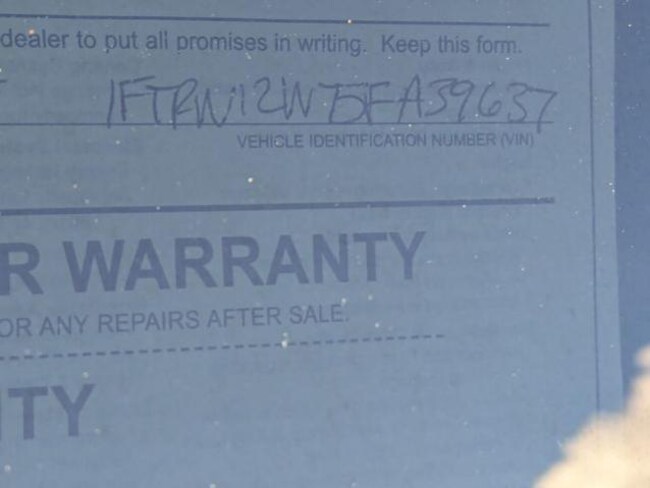 dealer to put all promises in writing. Keep this form.
1FTRW12W75FA39637
VEHICLE IDENTIFICATION NUMBER (VIN)
R WARRANTY
OR ANY REPAIRS AFTER SALE.
TY